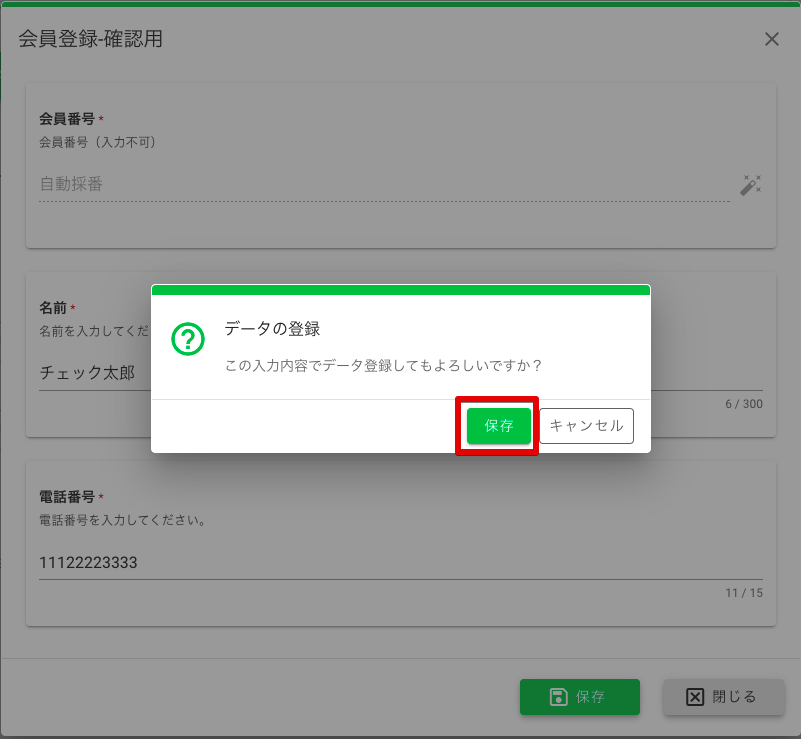 会員登録-確認用
会員番号 *
会員番号（入力不可）
自動採番
名前 *
名前を入力してくだ
チェック太郎
6 / 300
データの登録
この入力内容でデータ登録してもよろしいですか？
保存
キャンセル
電話番号 *
電話番号を入力してください。
11122223333
11 / 15
保存
閉じる